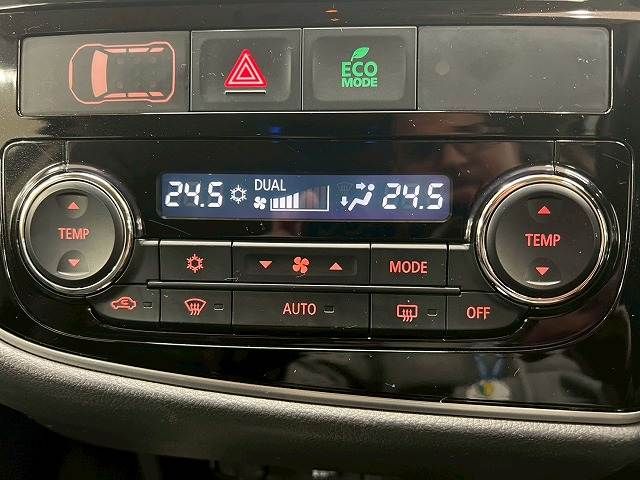 ECO
MODE
24.5 DUAL 24.5
TEMP
TEMP
MODE
AUTO
OFF